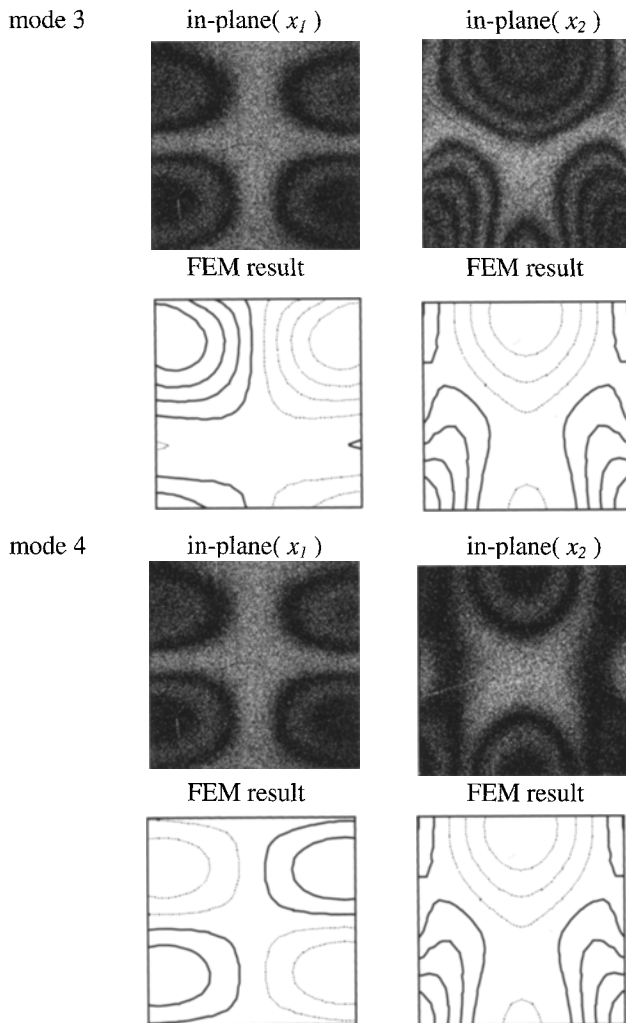 mode 3 in-plane( x₁ ) in-plane( x₂ )
FEM result FEM result
mode 4 in-plane( x₁ ) in-plane( x₂ )
FEM result FEM result